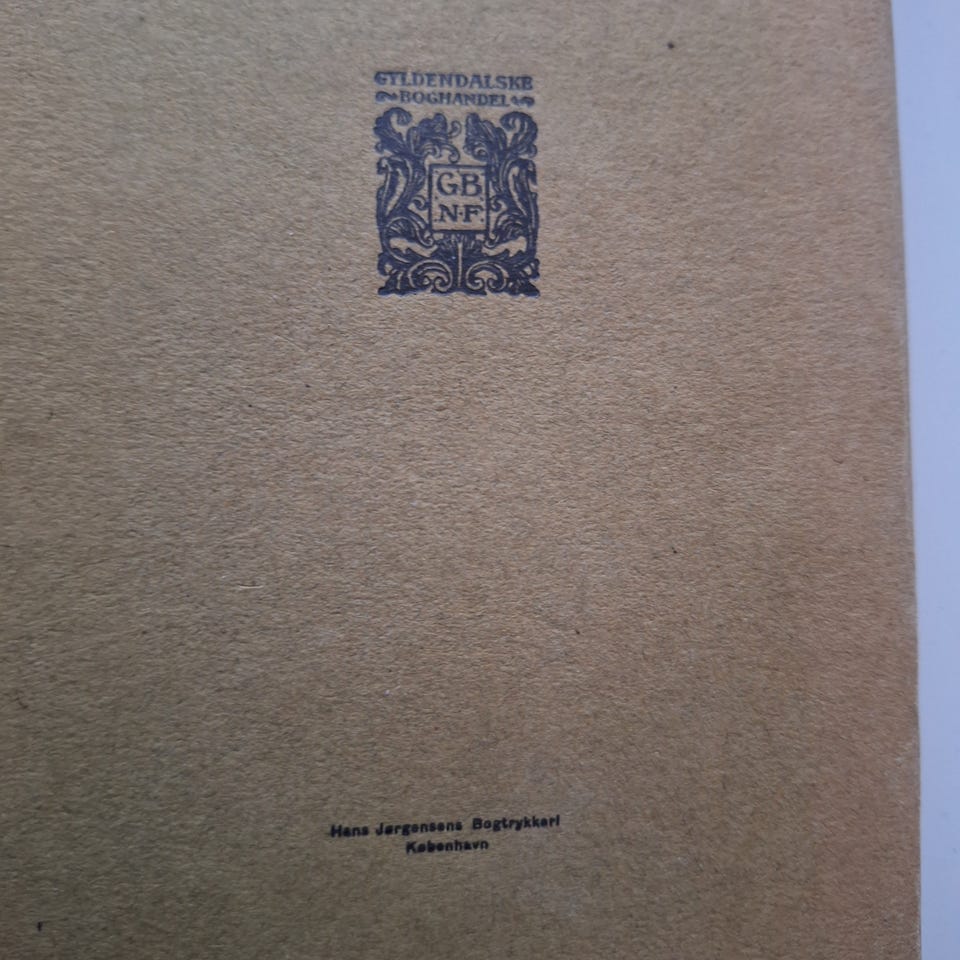 GYLDENDALSKE
BOGHANDEL
GB
N·F·
Hans Jørgensens Bogtrykkeri
København